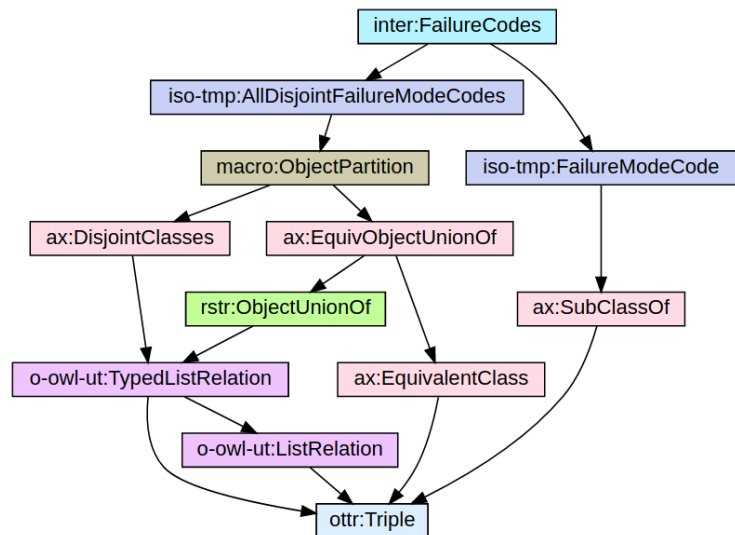 inter:FailureCodes
iso-tmp:AllDisjointFailureModeCodes
macro:ObjectPartition
iso-tmp:FailureModeCode
ax:DisjointClasses
ax:EquivObjectUnionOf
rstr:ObjectUnionOf
ax:SubClassOf
o-owl-ut:TypedListRelation
ax:EquivalentClass
o-owl-ut:ListRelation
ottr:Triple